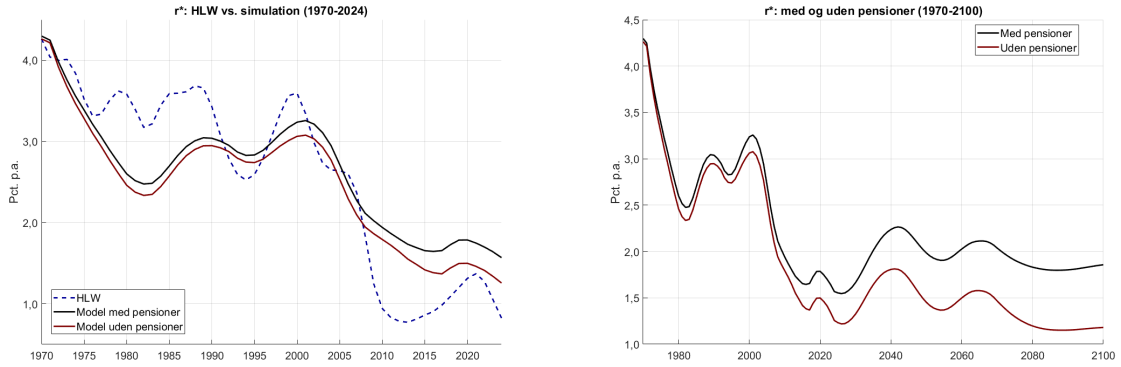 r*: HLW vs. simulation (1970-2024)
Pct. p.a.
4,0
3,0
2,0
1,0
HLW
Model med pensioner
Model uden pensioner
1970 1975 1980 1985 1990 1995 2000 2005 2010 2015 2020
r*: med og uden pensioner (1970-2100)
Pct. p.a.
4,5
4,0
3,5
3,0
2,5
2,0
1,5
1,0
Med pensioner
Uden pensioner
1980 2000 2020 2040 2060 2080 2100